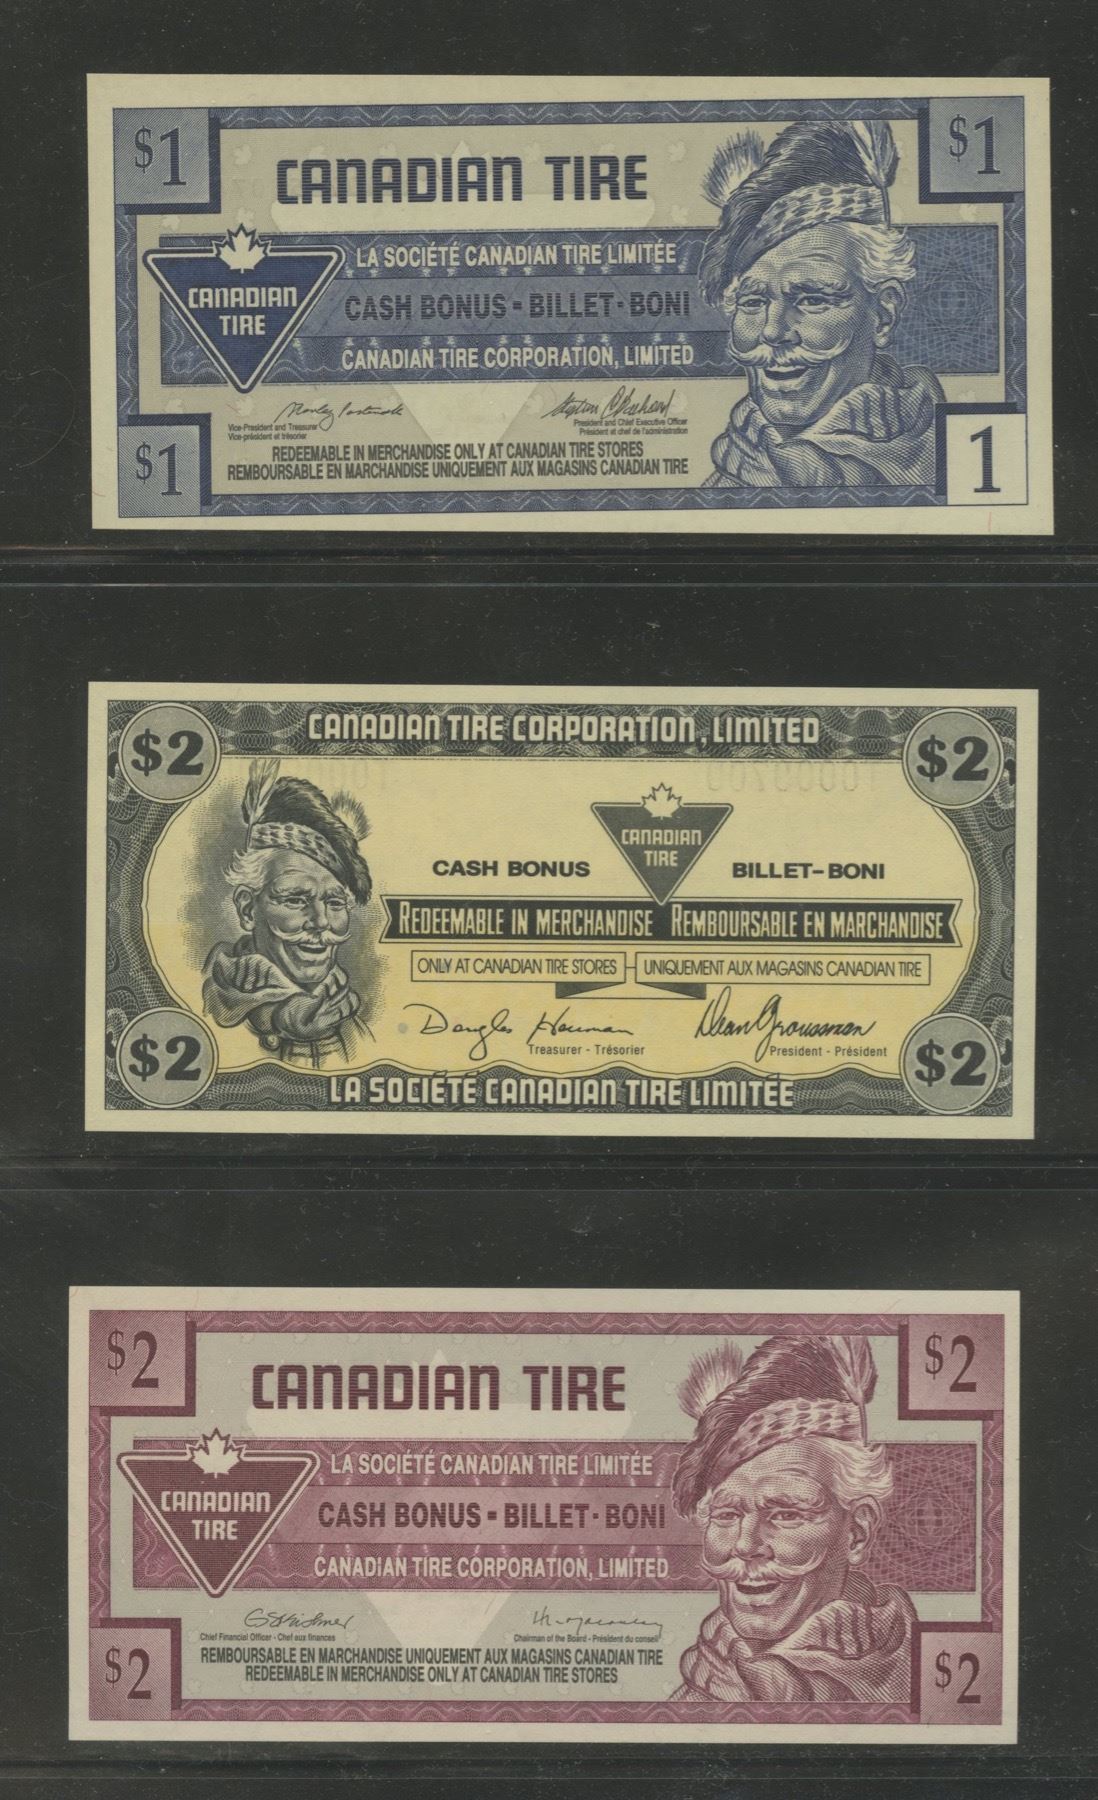 $1
$1
CANADIAN TIRE
CANADIAN
TIRE
LA SOCIÉTÉ CANADIAN TIRE LIMITÉE
CASH BONUS - BILLET - BONI
CANADIAN TIRE CORPORATION, LIMITED
Vice-President and Treasurer
Vice-président et trésorier
President and Chief Executive Officer
Président et chef de l'administration
REDEEMABLE IN MERCHANDISE ONLY AT CANADIAN TIRE STORES
REMBOURSABLE EN MARCHANDISE UNIQUEMENT AUX MAGASINS CANADIAN TIRE
$1
1
CANADIAN TIRE CORPORATION, LIMITED
$2
$2
CANADIAN
TIRE
CASH BONUS
BILLET-BONI
REDEEMABLE IN MERCHANDISE REMBOURSABLE EN MARCHANDISE
ONLY AT CANADIAN TIRE STORES
UNIQUEMENT AUX MAGASINS CANADIAN TIRE
Dean Groussman
Treasurer - Trésorier
President - Président
$2
$2
LA SOCIÉTÉ CANADIAN TIRE LIMITÉE
$2
$2
CANADIAN TIRE
CANADIAN
TIRE
LA SOCIÉTÉ CANADIAN TIRE LIMITÉE
CASH BONUS - BILLET - BONI
CANADIAN TIRE CORPORATION, LIMITED
Chief Financial Officer - Chef aux finances
Chairman of the Board - Président du conseil
REMBOURSABLE EN MARCHANDISE UNIQUEMENT AUX MAGASINS CANADIAN TIRE
REDEEMABLE IN MERCHANDISE ONLY AT CANADIAN TIRE STORES
$2
$2